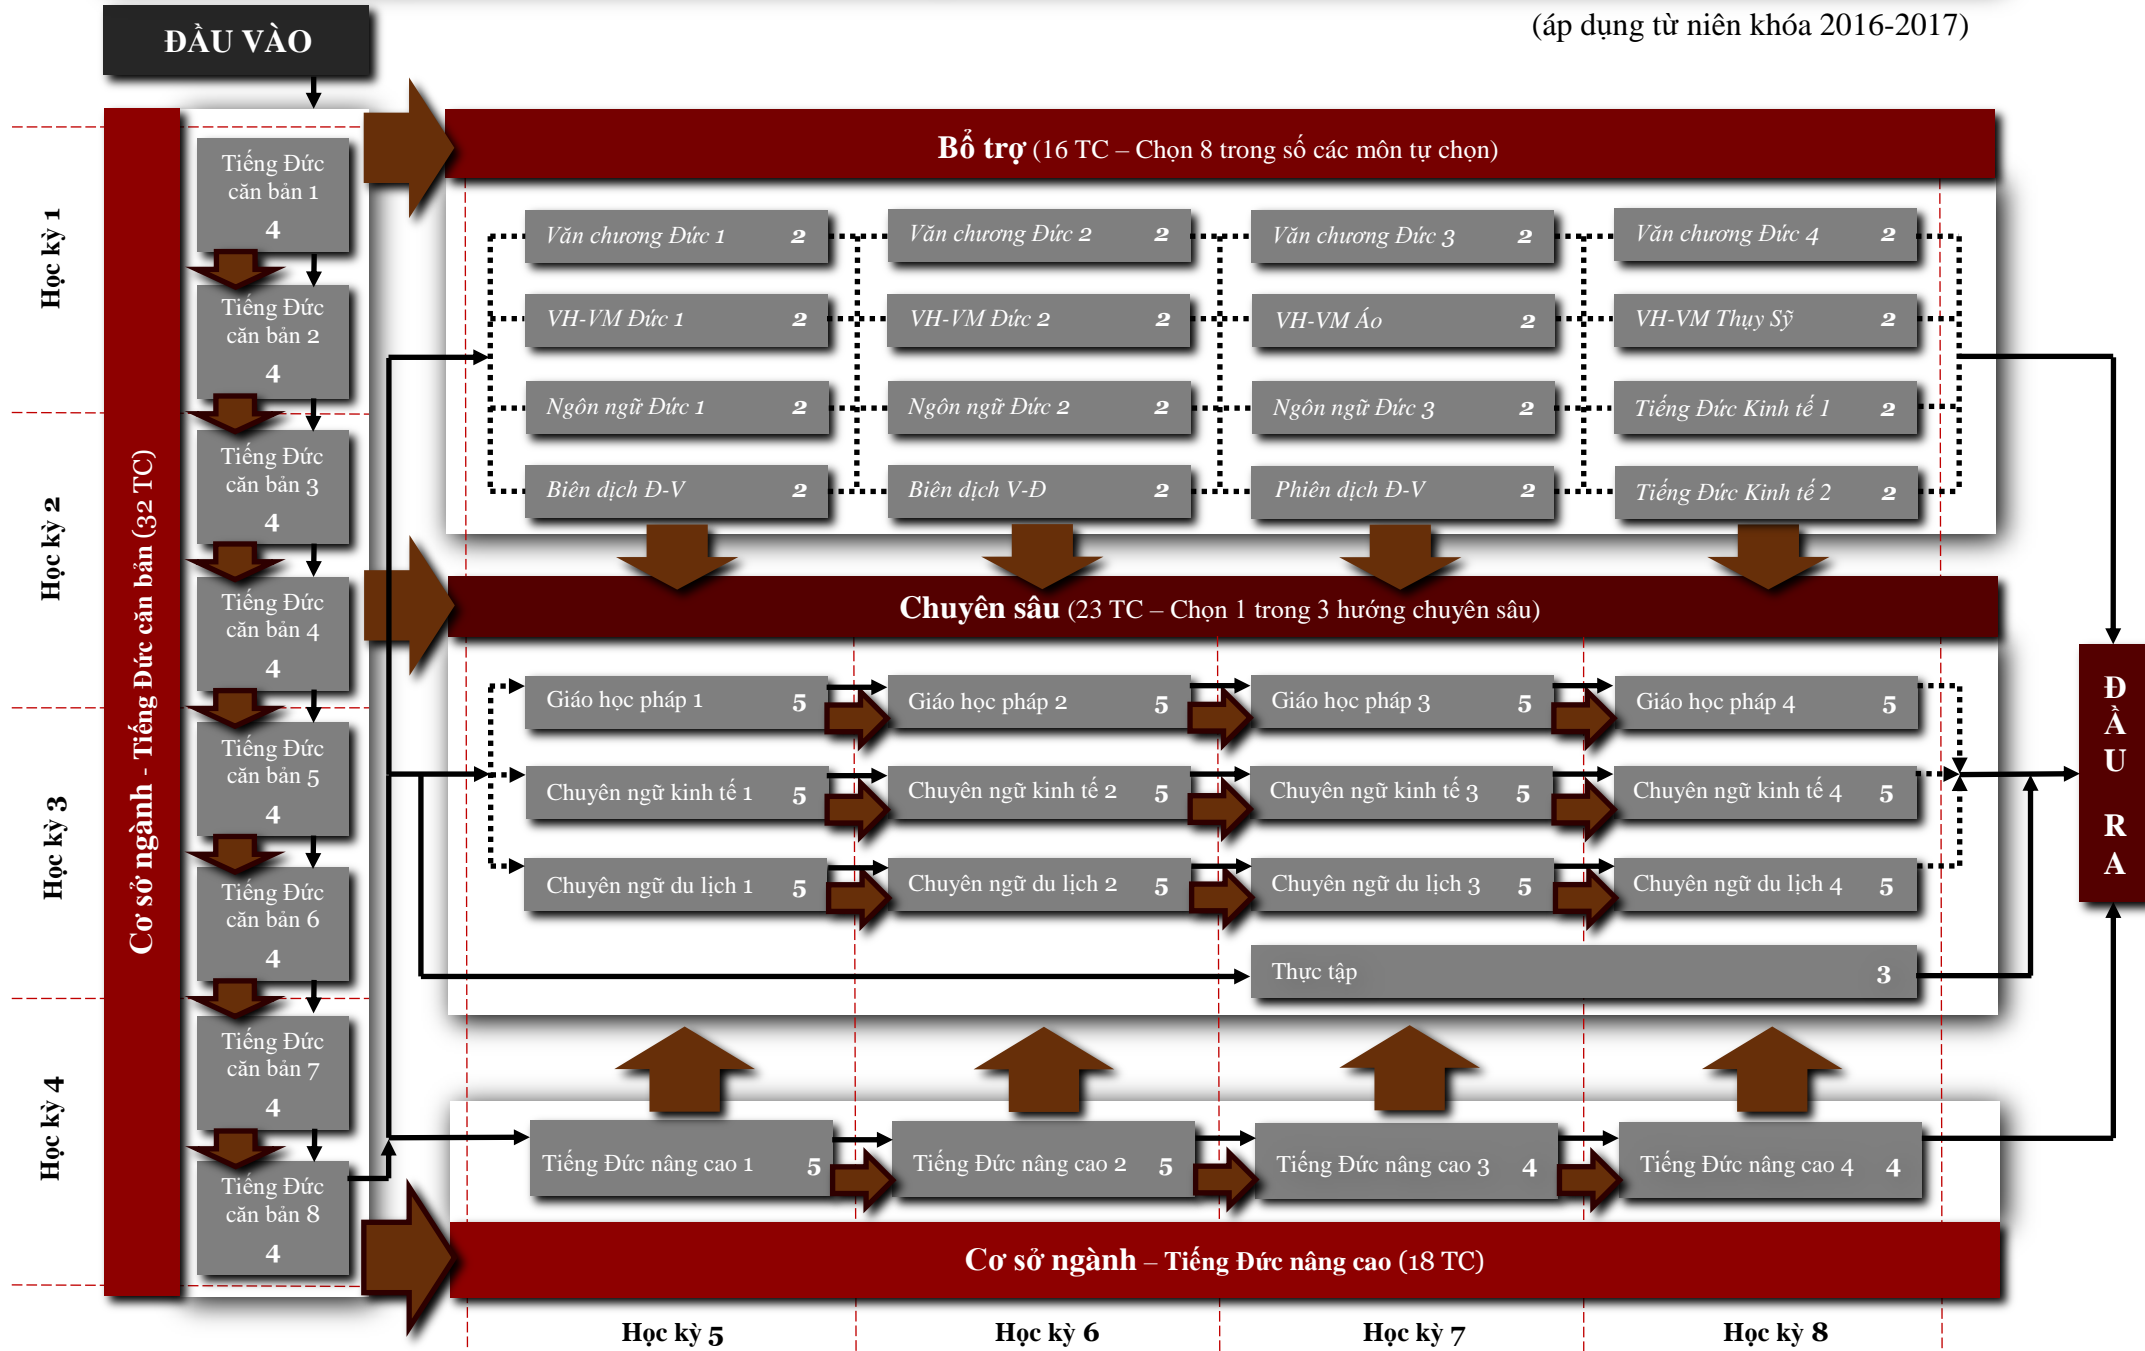 (áp dụng từ niên khóa 2016-2017)
ĐẦU VÀO
Học kỳ 1
Học kỳ 2
Học kỳ 3
Học kỳ 4
Cơ sở ngành - Tiếng Đức căn bản (32 TC)
Tiếng Đức
căn bản 1
4
Tiếng Đức
căn bản 2
4
Tiếng Đức
căn bản 3
4
Tiếng Đức
căn bản 4
4
Tiếng Đức
căn bản 5
4
Tiếng Đức
căn bản 6
4
Tiếng Đức
căn bản 7
4
Tiếng Đức
căn bản 8
4
Bổ trợ (16 TC – Chọn 8 trong số các môn tự chọn)
Văn chương Đức 1 2
Văn chương Đức 2 2
Văn chương Đức 3 2
Văn chương Đức 4 2
VH-VM Đức 1 2
VH-VM Đức 2 2
VH-VM Áo 2
VH-VM Thụy Sỹ 2
Ngôn ngữ Đức 1 2
Ngôn ngữ Đức 2 2
Ngôn ngữ Đức 3 2
Tiếng Đức Kinh tế 1 2
Biên dịch Đ-V 2
Biên dịch V-Đ 2
Phiên dịch Đ-V 2
Tiếng Đức Kinh tế 2 2
Chuyên sâu (23 TC – Chọn 1 trong 3 hướng chuyên sâu)
Giáo học pháp 1 5
Giáo học pháp 2 5
Giáo học pháp 3 5
Giáo học pháp 4 5
Chuyên ngữ kinh tế 1 5
Chuyên ngữ kinh tế 2 5
Chuyên ngữ kinh tế 3 5
Chuyên ngữ kinh tế 4 5
Chuyên ngữ du lịch 1 5
Chuyên ngữ du lịch 2 5
Chuyên ngữ du lịch 3 5
Chuyên ngữ du lịch 4 5
Thực tập 3
Tiếng Đức nâng cao 1 5
Tiếng Đức nâng cao 2 5
Tiếng Đức nâng cao 3 4
Tiếng Đức nâng cao 4 4
Cơ sở ngành – Tiếng Đức nâng cao (18 TC)
Học kỳ 5
Học kỳ 6
Học kỳ 7
Học kỳ 8
ĐẦU RA